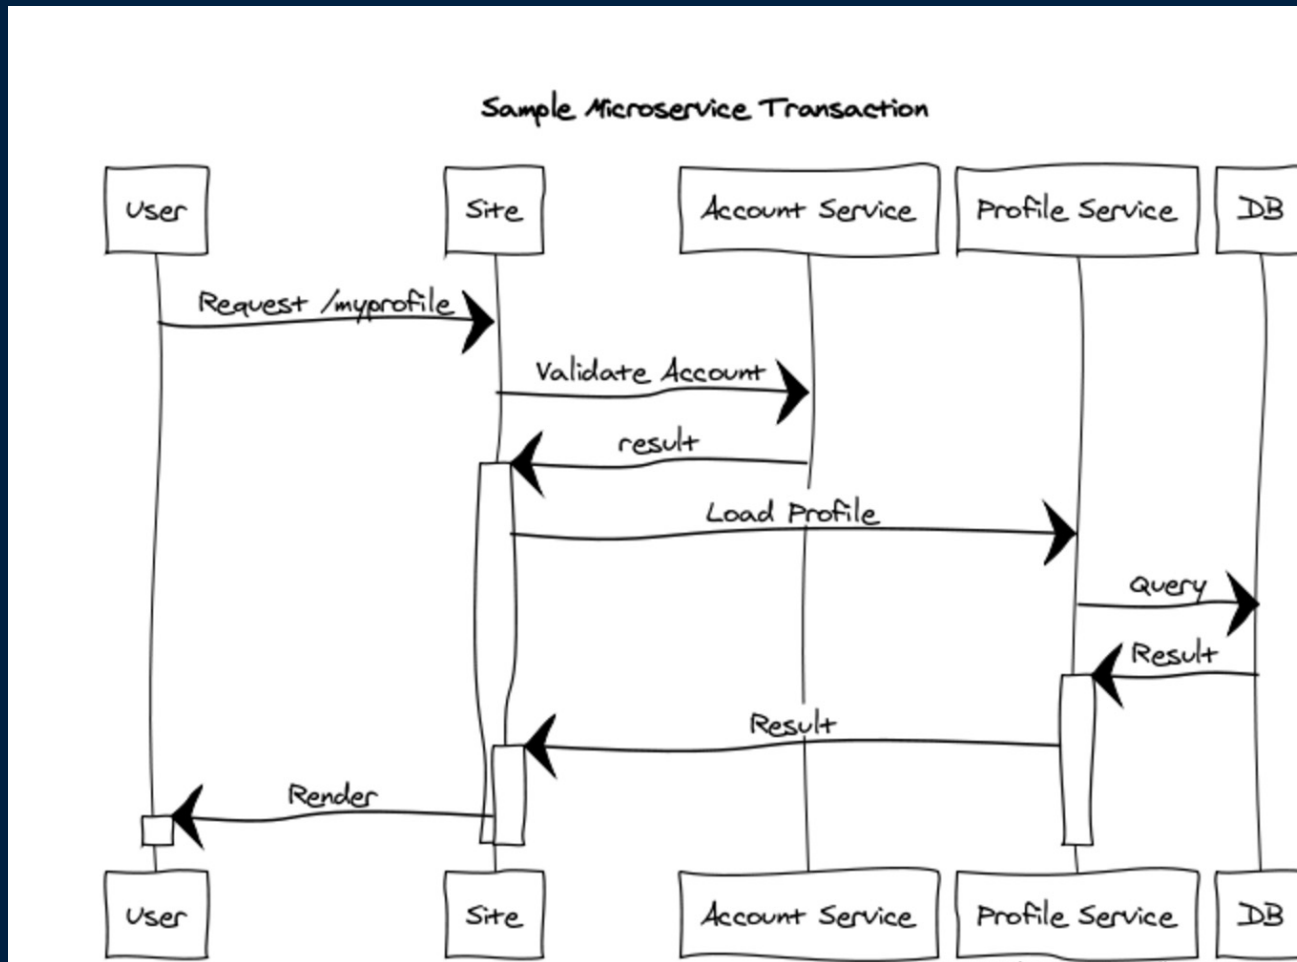 Sample Microservice Transaction
User
Site
Account Service
Profile Service
DB
Request /myprofile
Validate Account
result
Load Profile
Query
Result
Result
Render
User
Site
Account Service
Profile Service
DB